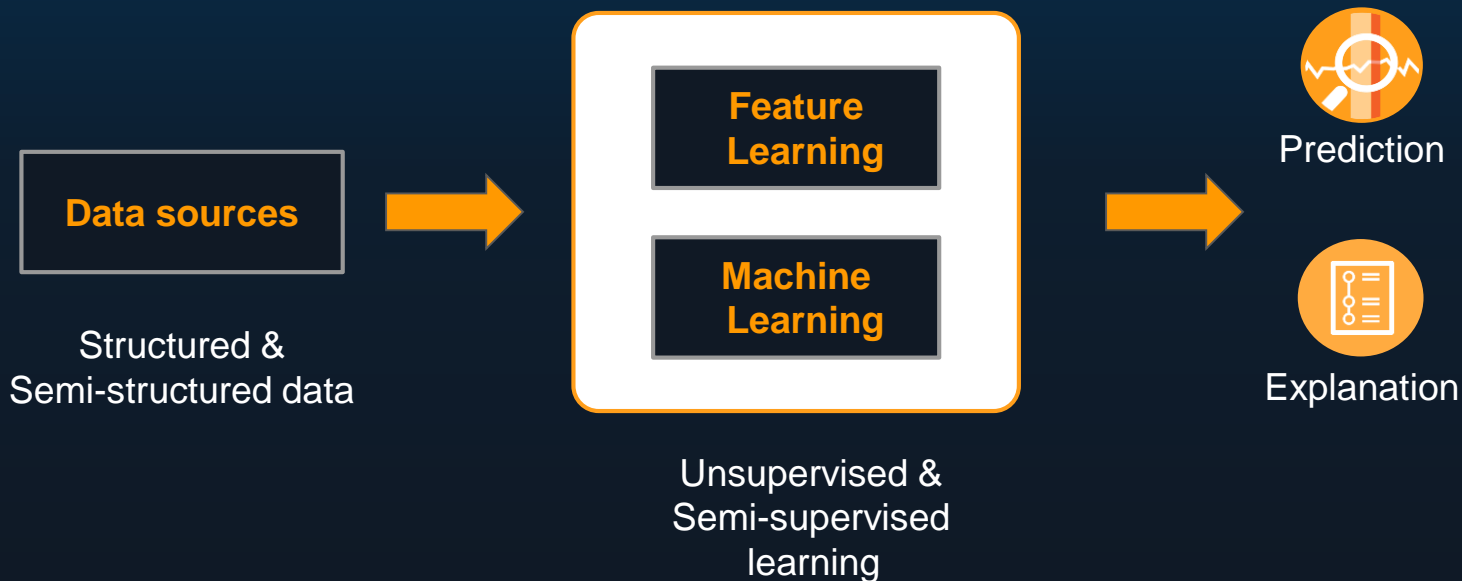 Data sources
Structured &
Semi-structured data
Feature
Learning
Machine
Learning
Unsupervised &
Semi-supervised
learning
Prediction
Explanation